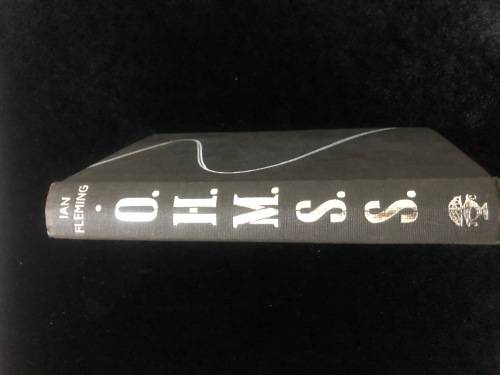 IAN
FLEMING
O. H. M. S. S.